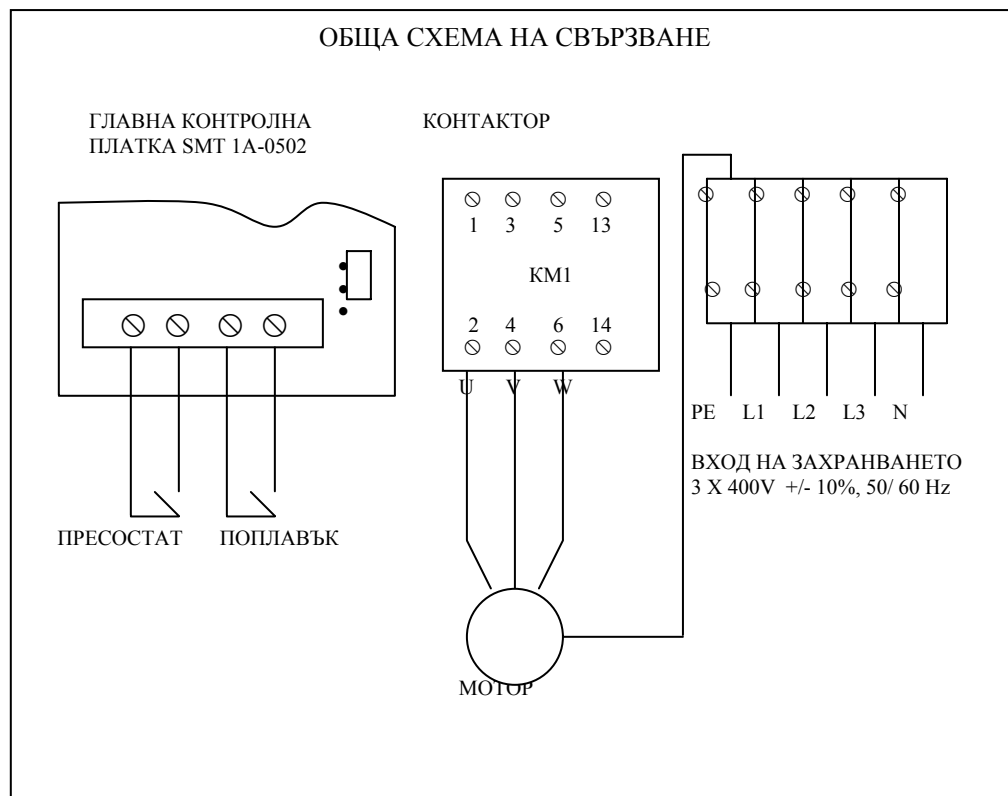 ОБЩА СХЕМА НА СВЪРЗВАНЕ
ГЛАВНА КОНТРОЛНА
ПЛАТКА SMT 1A-0502
КОНТАКТОР
1 3 5 13
КМ1
2 4 6 14
U V W
PE L1 L2 L3 N
ВХОД НА ЗАХРАНВАНЕТО
3 X 400V +/- 10%, 50/ 60 Hz
ПРЕСОСТАТ ПОПЛАВЪК
МОТОР